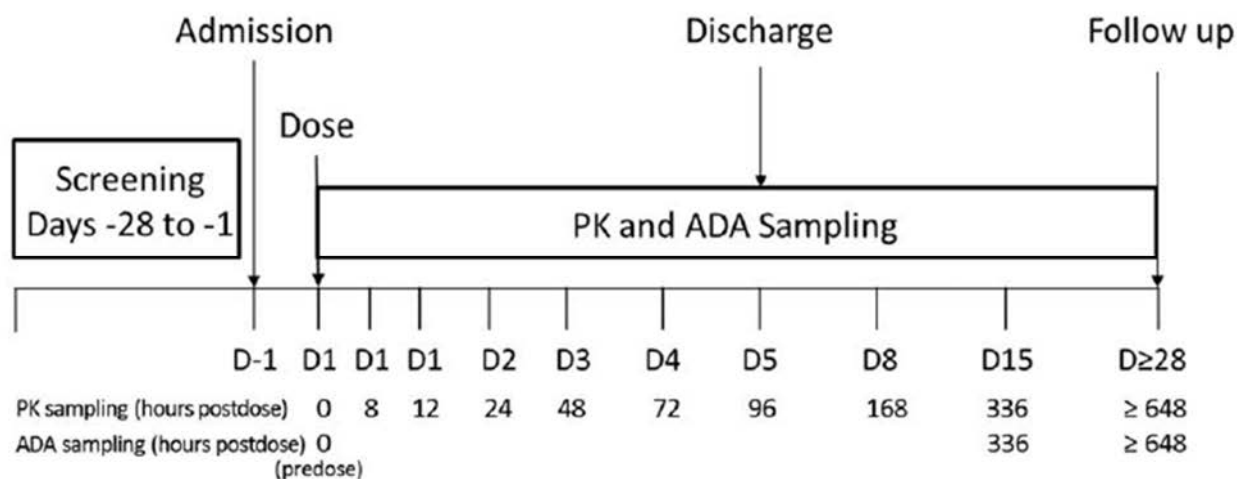 Admission
Discharge
Follow up
Dose
Screening
Days -28 to -1
PK and ADA Sampling
D-1 D1 D1 D1 D2 D3 D4 D5 D8 D15 D≥28
PK sampling (hours postdose) 0 8 12 24 48 72 96 168 336 ≥ 648
ADA sampling (hours postdose) 0 336 ≥ 648
(predose)